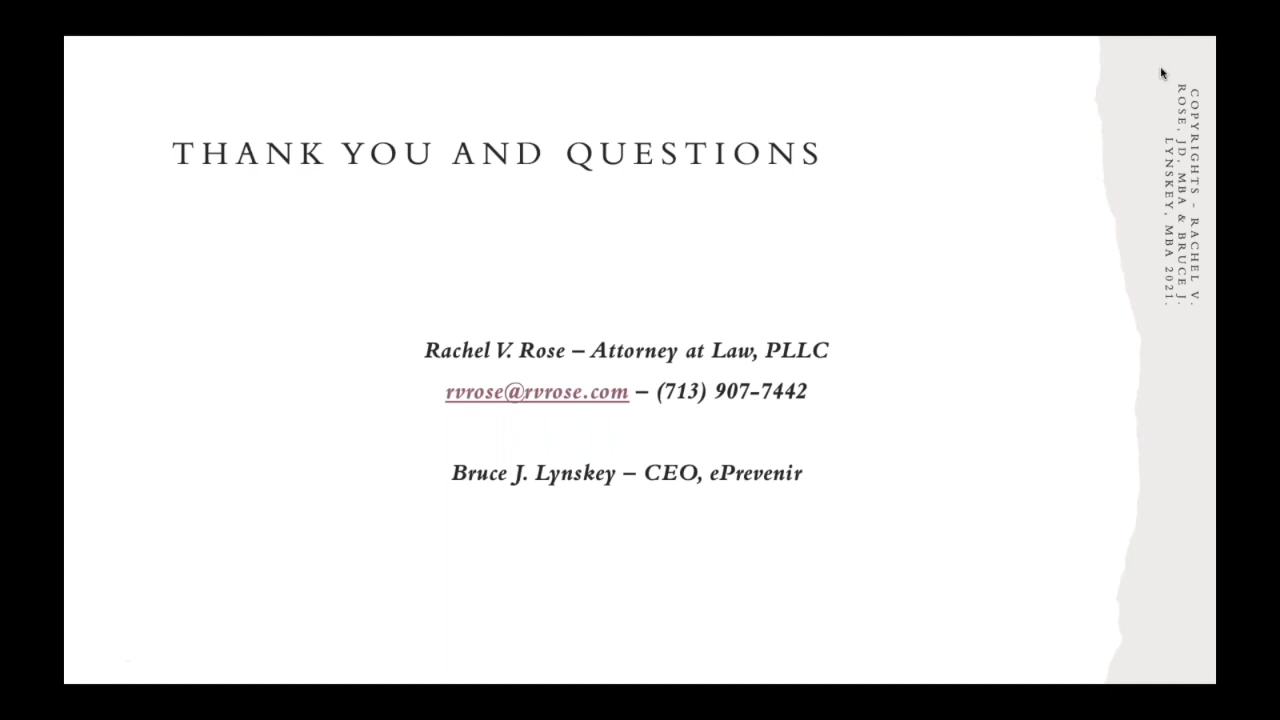 THANK YOU AND QUESTIONS
Rachel V. Rose – Attorney at Law, PLLC
rvrose@rvrose.com – (713) 907-7442
Bruce J. Lynskey – CEO, ePrevenir
COPYRIGHTS - RACHEL V.
ROSE, JD, MBA & BRUCE J.
LYNSKEY, MBA 2021.